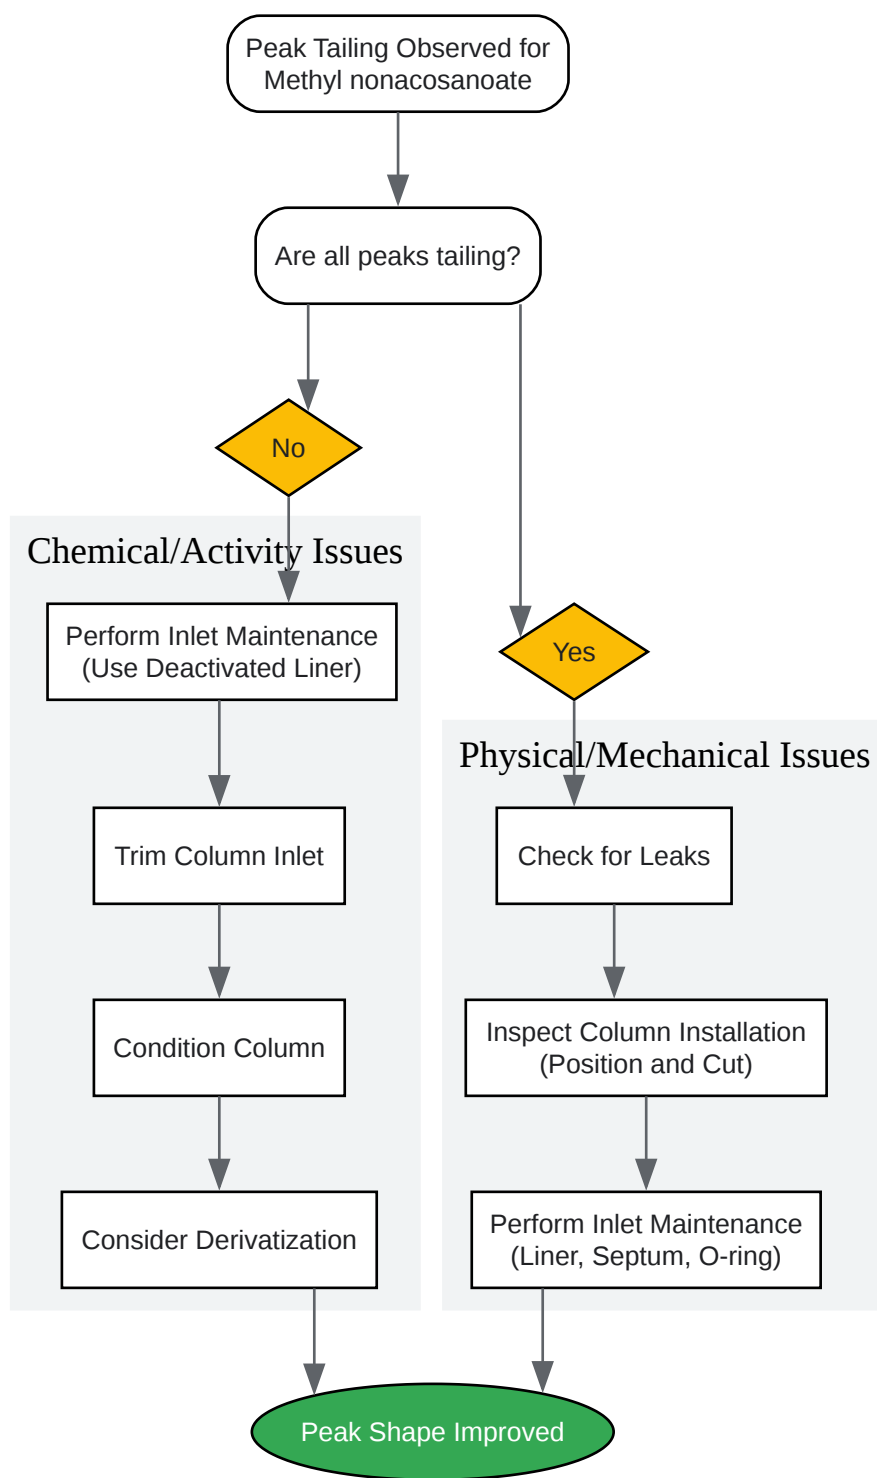 Peak Tailing Observed for
Methyl nonacosanoate
Are all peaks tailing?
No
Chemical/Activity Issues
Perform Inlet Maintenance
(Use Deactivated Liner)
Trim Column Inlet
Condition Column
Consider Derivatization
Yes
Physical/Mechanical Issues
Check for Leaks
Inspect Column Installation
(Position and Cut)
Perform Inlet Maintenance
(Liner, Septum, O-ring)
Peak Shape Improved